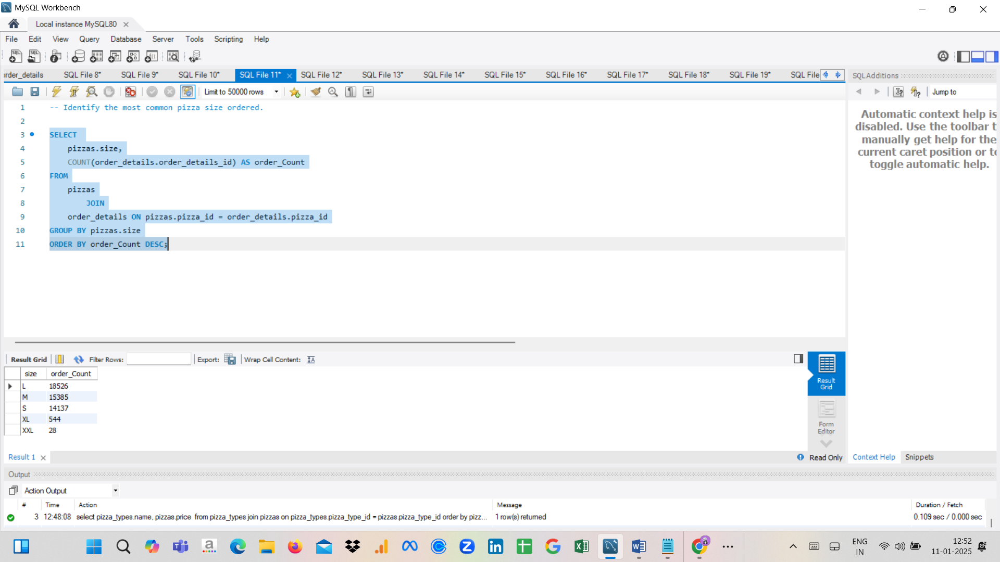 MySQL Workbench
Local instance MySQL80
File Edit View Query Database Server Tools Scripting Help
order_details SQL File 8* SQL File 9* SQL File 10* SQL File 11* SQL File 12* SQL File 13* SQL File 14* SQL File 15* SQL File 16* SQL File 17* SQL File 18* SQL File 19* SQL File
SQLAdditions
Limit to 50000 rows
Jump to
1 -- Identify the most common pizza size ordered.
2
3 SELECT
4 pizzas.size,
5 COUNT(order_details.order_details_id) AS order_Count
6 FROM
7 pizzas
8 JOIN
9 order_details ON pizzas.pizza_id = order_details.pizza_id
10 GROUP BY pizzas.size
11 ORDER BY order_Count DESC;
Automatic context help is
disabled. Use the toolbar t
manually get help for the
current caret position or to
toggle automatic help.
Result Grid Filter Rows: Export: Wrap Cell Content:
size order_Count
L 18526
M 15385
S 14137
XL 544
XXL 28
Result
Grid
Form
Editor
Result 1
Read Only
Context Help Snippets
Output
Action Output
# Time Action Message Duration / Fetch
3 12:48:08 select pizza_types.name, pizzas.price from pizza_types join pizzas on pizza_types.pizza_type_id = pizzas.pizza_type_id order by pizz... 1 row(s) returned 0.109 sec / 0.000 sec
ENG
IN
12:52
11-01-2025